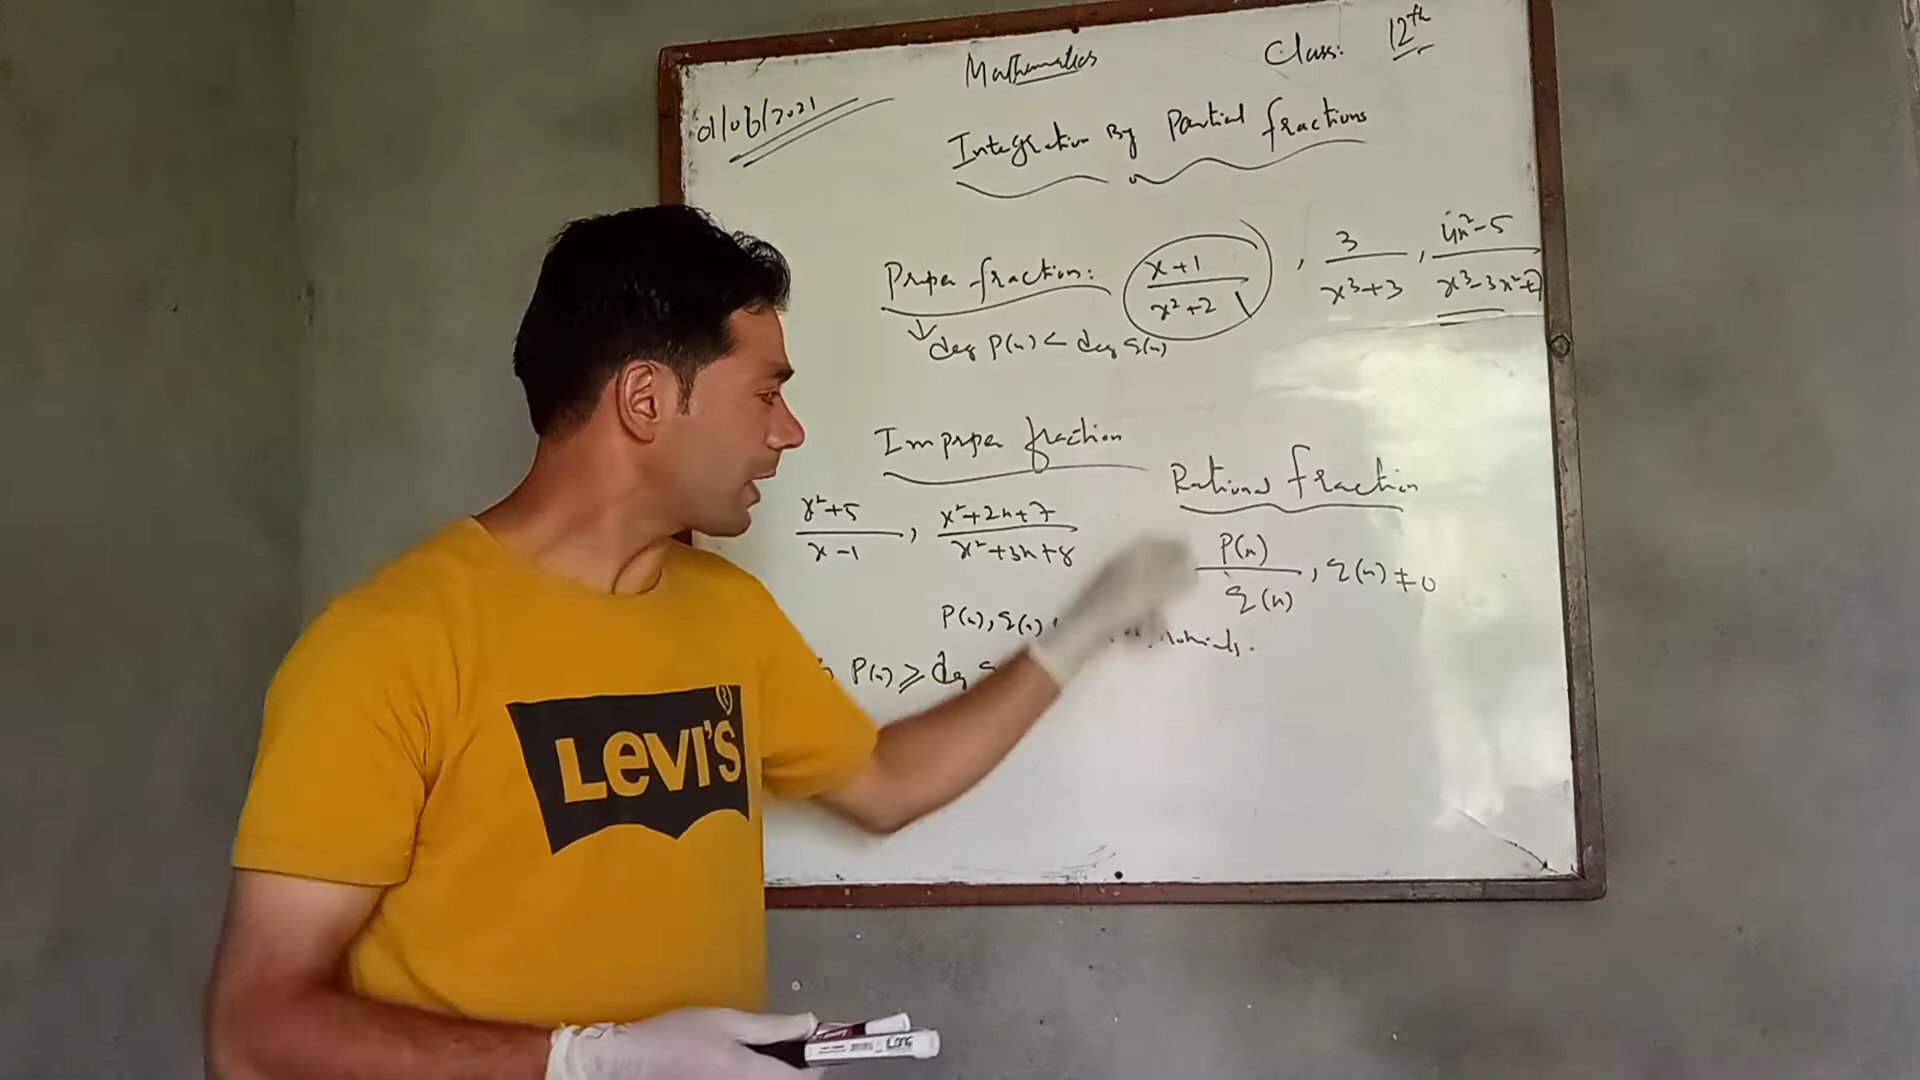 Mathematics
Class: 12th
01/06/2021
Integration By Partial fractions
Proper fraction: x+1/x²+2 , 3/x³+3 , 4x²-5/x³-3x²+7
deg P(x) < deg q(x)
Improper fraction
Rational fraction
x²+5/x-1 , x²+2x+7/x²+3x+8
P(x)/q(x) , q(x) ≠ 0
P(x), q(x)
P(x) ≥ deg
LEVI'S
®
LONG